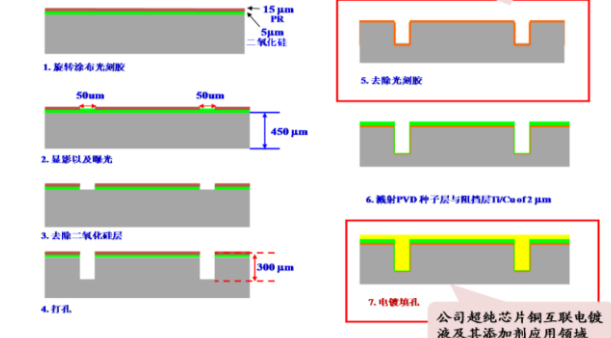 15 μm
PR
5μm
二氧化硅
1. 旋转涂布光刻胶
50um 50um
450 μm
2. 显影以及曝光
3. 去除二氧化硅层
300 μm
4. 打孔
5. 去除光刻胶
6. 溅射PVD 种子层与阻挡层Ti/Cu of 2 μm
7. 电镀填孔
公司超纯芯片铜互联电镀
液及其添加剂应用领域